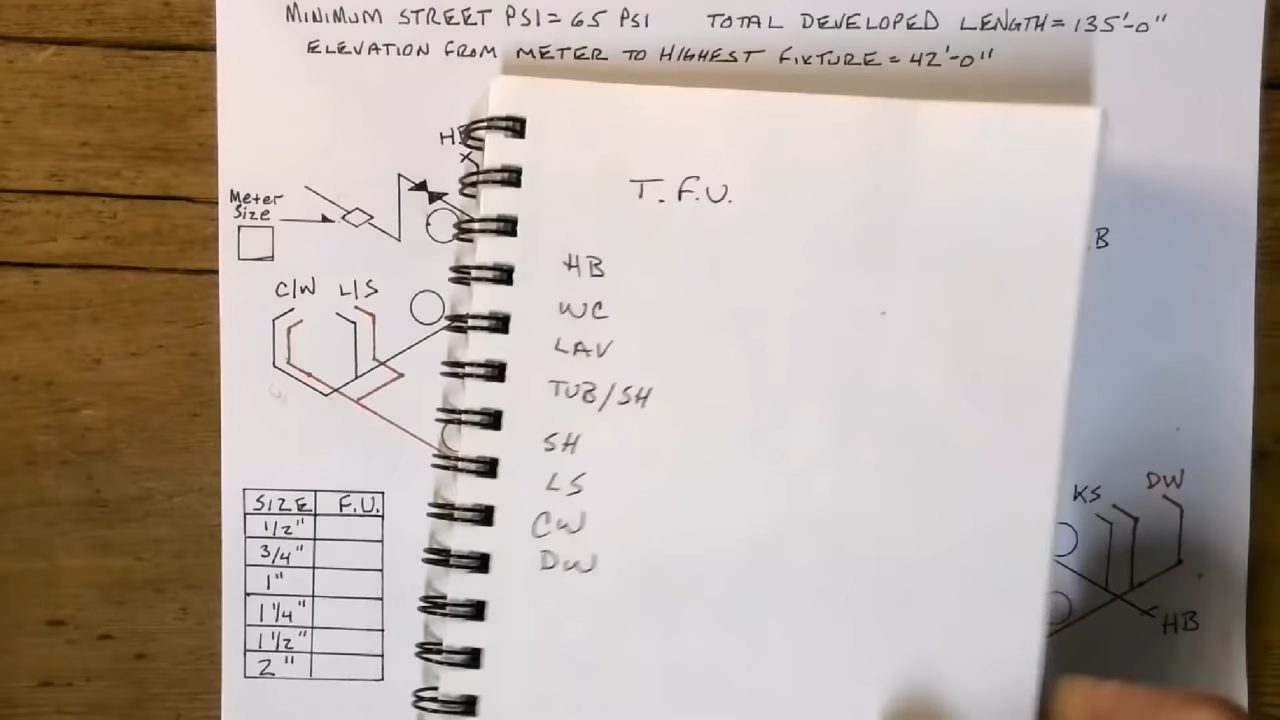 MINIMUM STREET PSI = 65 PSI TOTAL DEVELOPED LENGTH = 135'-0"
ELEVATION FROM METER TO HIGHEST FIXTURE = 42'-0"
HB
Meter
Size
C/W L/S
SIZE F.U.
1/2"
3/4"
1"
1 1/4"
1 1/2"
2"
T.F.U.
HB
WC
LAV
TUB/SH
SH
LS
CW
DW
.B
KS DW
HB